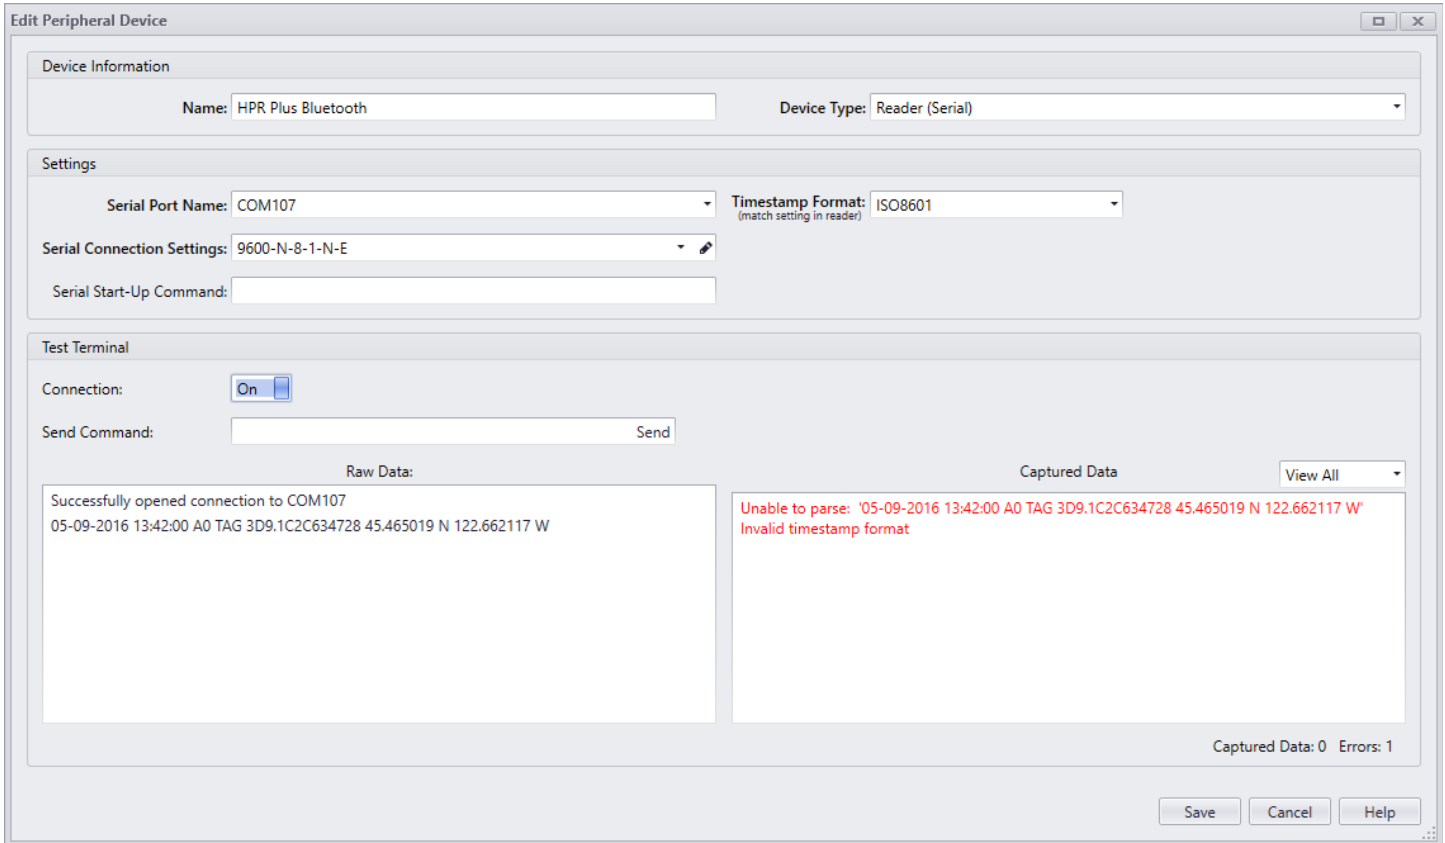 Edit Peripheral Device
Device Information
Name: HPR Plus Bluetooth
Device Type: Reader (Serial)
Settings
Serial Port Name: COM107
Timestamp Format: ISO8601
(match setting in reader)
Serial Connection Settings: 9600-N-8-1-N-E
Serial Start-Up Command:
Test Terminal
Connection: On
Send Command: Send
Raw Data:
Successfully opened connection to COM107
05-09-2016 13:42:00 A0 TAG 3D9.1C2C634728 45.465019 N 122.662117 W
Captured Data
View All
Unable to parse: '05-09-2016 13:42:00 A0 TAG 3D9.1C2C634728 45.465019 N 122.662117 W'
Invalid timestamp format
Captured Data: 0 Errors: 1
Save
Cancel
Help